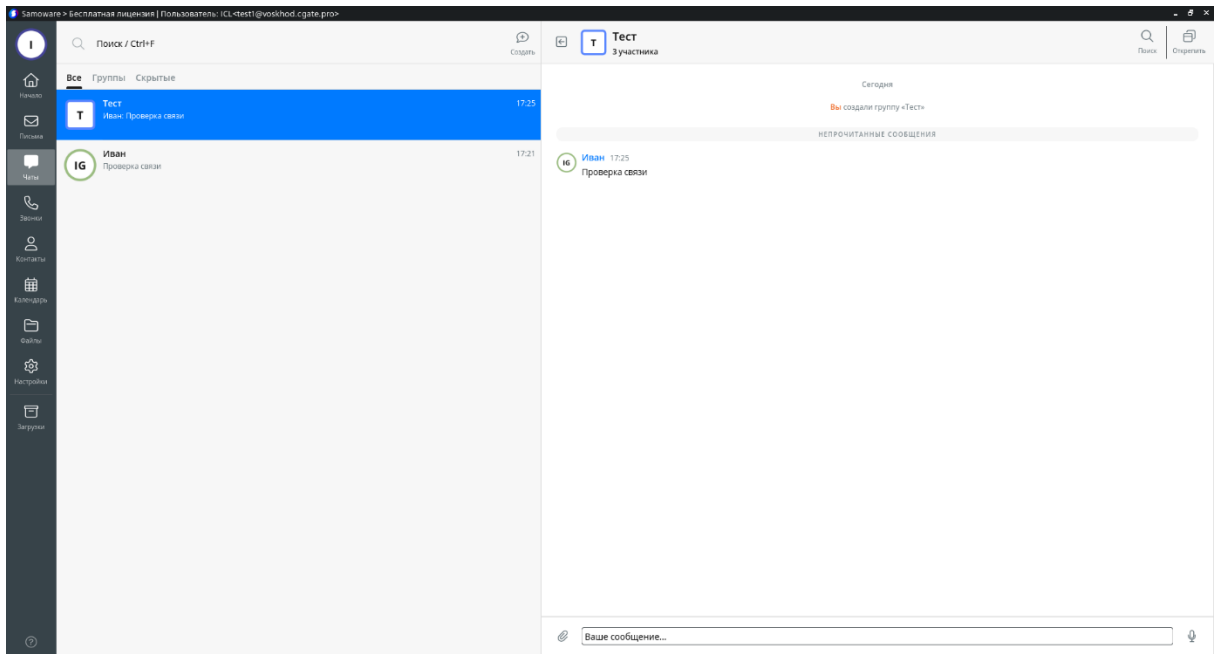 Samoware > Бесплатная лицензия | Пользователь: ICL<test1@voskhod.cgate.pro>
I
Начало
Письма
Чаты
Звонки
Контакты
Календарь
Файлы
Настройки
Загрузки
Поиск / Ctrl+F
Создать
Все Группы Скрытые
T
Тест 17:25
Иван: Проверка связи
IG
Иван 17:21
Проверка связи
T
Тест
3 участника
Поиск
Открепить
Сегодня
Вы создали группу «Тест»
НЕПРОЧИТАННЫЕ СООБЩЕНИЯ
IG
Иван 17:25
Проверка связи
Ваше сообщение...